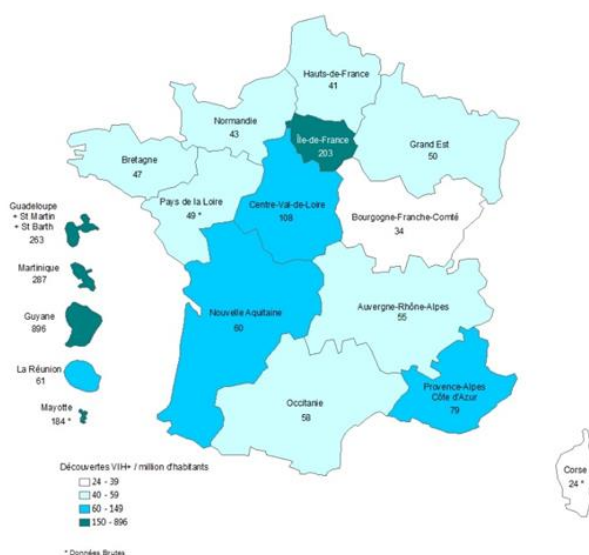 Hauts-de-France
41
Normandie
43
Île-de-France
203
Grand Est
50
Bretagne
47
Pays de la Loire
49 *
Centre-Val-de-Loire
108
Bourgogne-Franche-Comté
34
Guadeloupe
+ St Martin
+ St Barth
263
Martinique
287
Guyane
896
La Réunion
61
Mayotte
184 *
Nouvelle Aquitaine
60
Auvergne-Rhône-Alpes
55
Occitanie
58
Provence-Alpes
Côte d'Azur
79
Corse
24 *
Découvertes VIH+ / million d'habitants
24 - 39
40 - 59
60 - 149
150 - 896
* Données Brutes